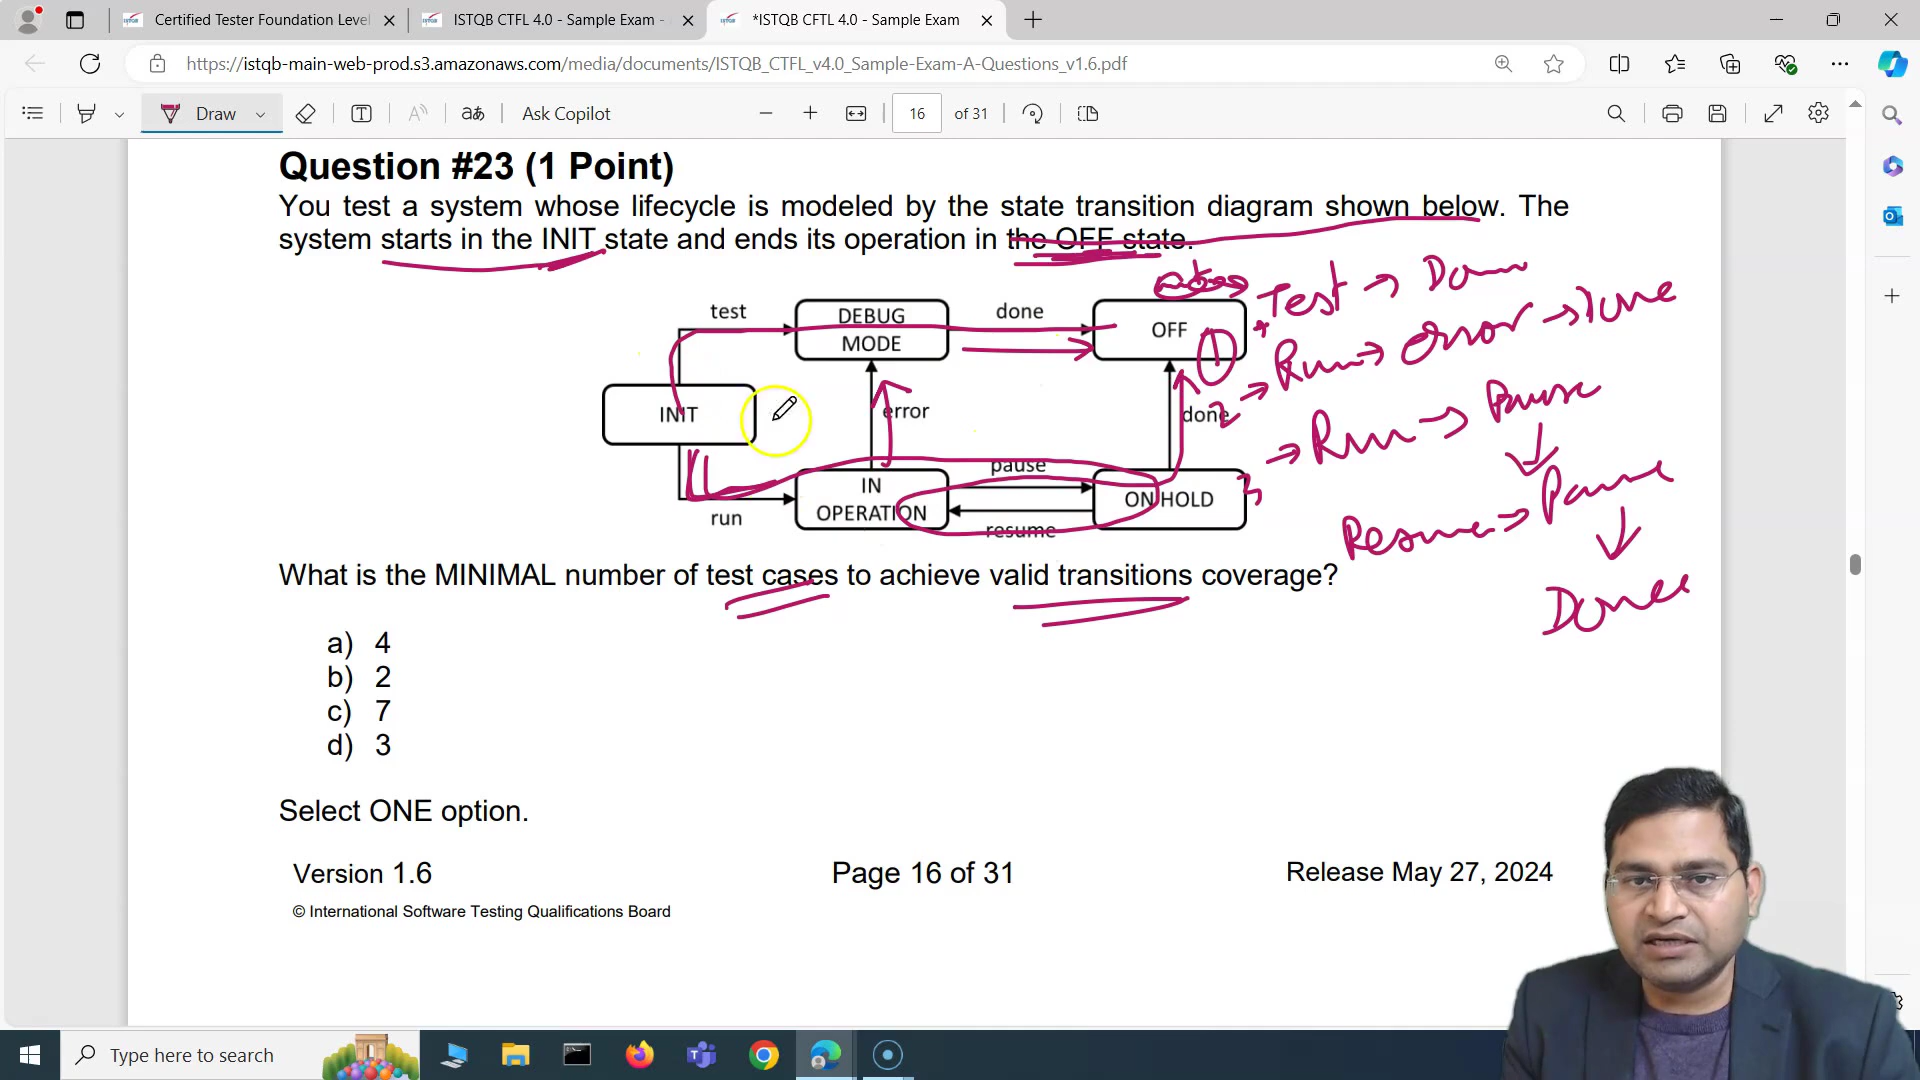 Certified Tester Foundation Level
ISTQB CTFL 4.0 - Sample Exam -
*ISTQB CFTL 4.0 - Sample Exam
https://istqb-main-web-prod.s3.amazonaws.com/media/documents/ISTQB_CTFL_v4.0_Sample-Exam-A-Questions_v1.6.pdf
Draw
aあ
Ask Copilot
16 of 31
Question #23 (1 Point)
You test a system whose lifecycle is modeled by the state transition diagram shown below. The
system starts in the INIT state and ends its operation in the OFF state.
test
DEBUG
MODE
done
OFF
INIT
error
done
IN
OPERATION
pause
ON HOLD
run
resume
1 Test → Done
2 → Run → error → Done
3 → Run → Pause
Resume → Pause
Done
What is the MINIMAL number of test cases to achieve valid transitions coverage?
a) 4
b) 2
c) 7
d) 3
Select ONE option.
Version 1.6
Page 16 of 31
Release May 27, 2024
© International Software Testing Qualifications Board
Type here to search